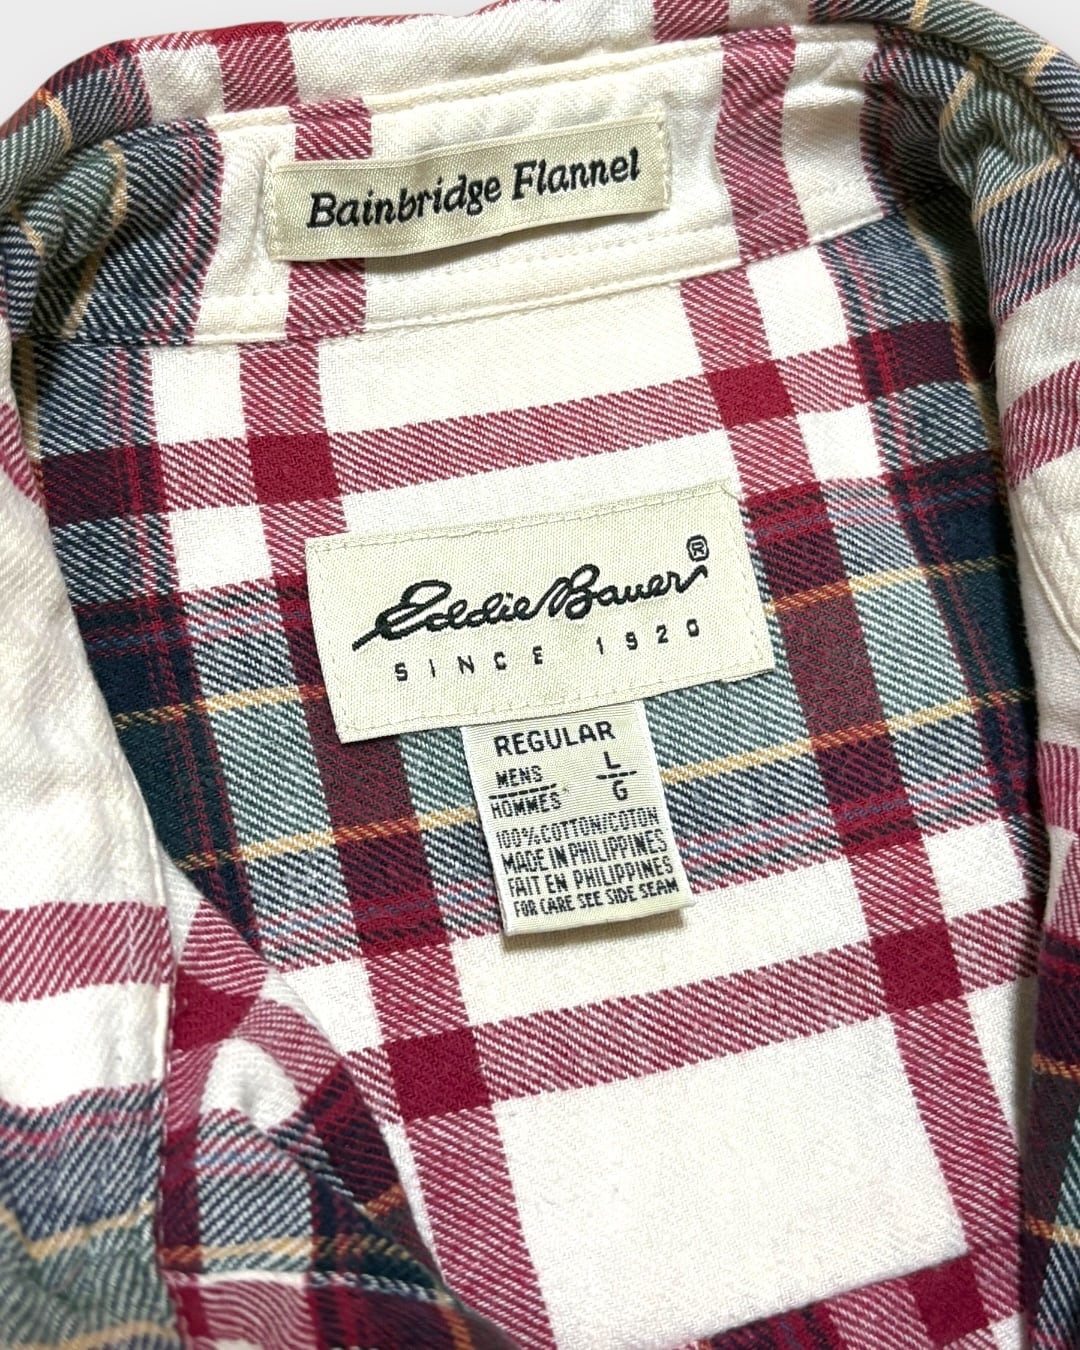 Bainbridge Flannel
Eddie Bauer®
SINCE 1920
REGULAR
MENS L
HOMMES G
100% COTTON/COTON
MADE IN PHILIPPINES
FAIT EN PHILIPPINES
FOR CARE SEE SIDE SEAM